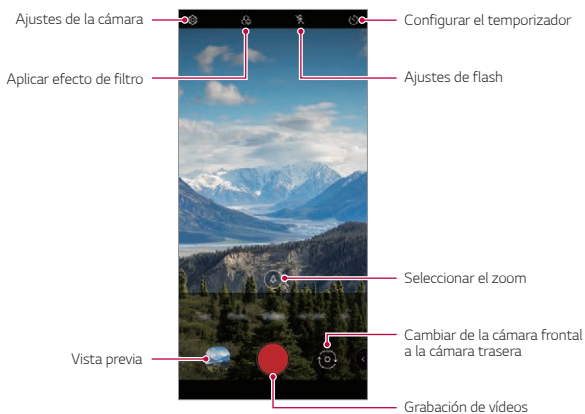 Ajustes de la cámara
Configurar el temporizador
Aplicar efecto de filtro
Ajustes de flash
Seleccionar el zoom
Cambiar de la cámara frontal
a la cámara trasera
Vista previa
Grabación de vídeos